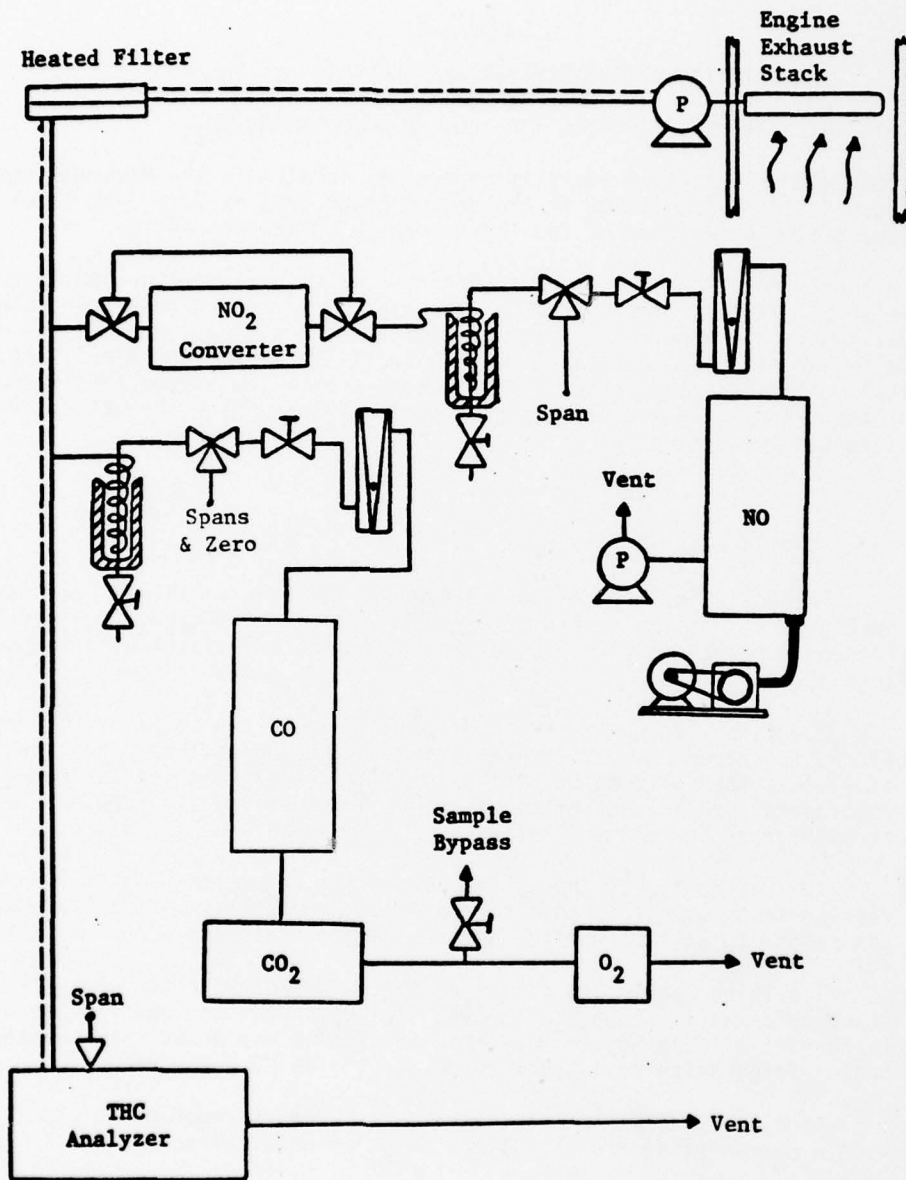 Engine
Exhaust
Stack
Heated Filter
P
NO₂
Converter
Span
Spans
& Zero
Vent
P
NO
CO
Sample
Bypass
CO₂
O₂
Vent
Span
THC
Analyzer
Vent